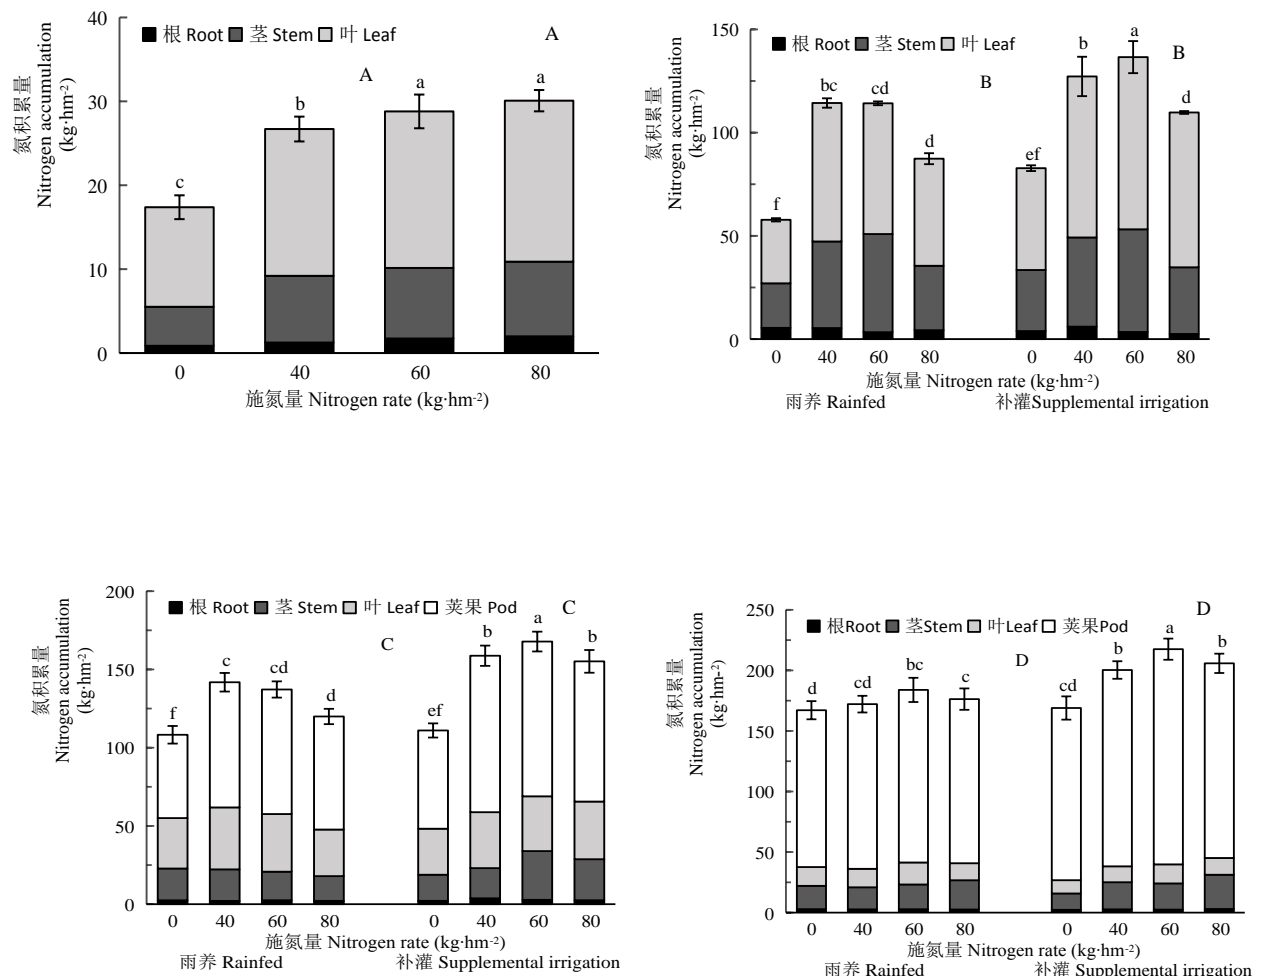 40
30
20
10
0
根 Root 茎 Stem 叶 Leaf
A
A
c
b
a
a
0 40 60 80
施氮量 Nitrogen rate (kg·hm-2)
氮积累量
Nitrogen accumulation
(kg·hm-2)
150
100
50
0
根 Root 茎 Stem 叶 Leaf
B
B
f
bc
cd
d
ef
b
a
d
0 40 60 80 0 40 60 80
施氮量 Nitrogen rate (kg·hm-2)
雨养 Rainfed 补灌Supplemental irrigation
氮积累量
Nitrogen accumulation
(kg·hm-2)
200
150
100
50
0
根 Root 茎 Stem 叶 Leaf 荚果 Pod
C
C
f
c
cd
d
ef
b
a
b
0 40 60 80 0 40 60 80
施氮量 Nitrogen rate (kg·hm-2)
雨养 Rainfed 补灌 Supplemental irrigation
氮积累量
Nitrogen accumulation
(kg·hm-2)
250
200
150
100
50
0
根Root 茎Stem 叶Leaf 荚果Pod
D
D
d
cd
bc
c
cd
b
a
b
0 40 60 80 0 40 60 80
施氮量 Nitrogen rate (kg·hm-2)
雨养 Rainfed 补灌 Supplemental irrigation
氮积累量
Nitrogen accumulation
(kg·hm-2)